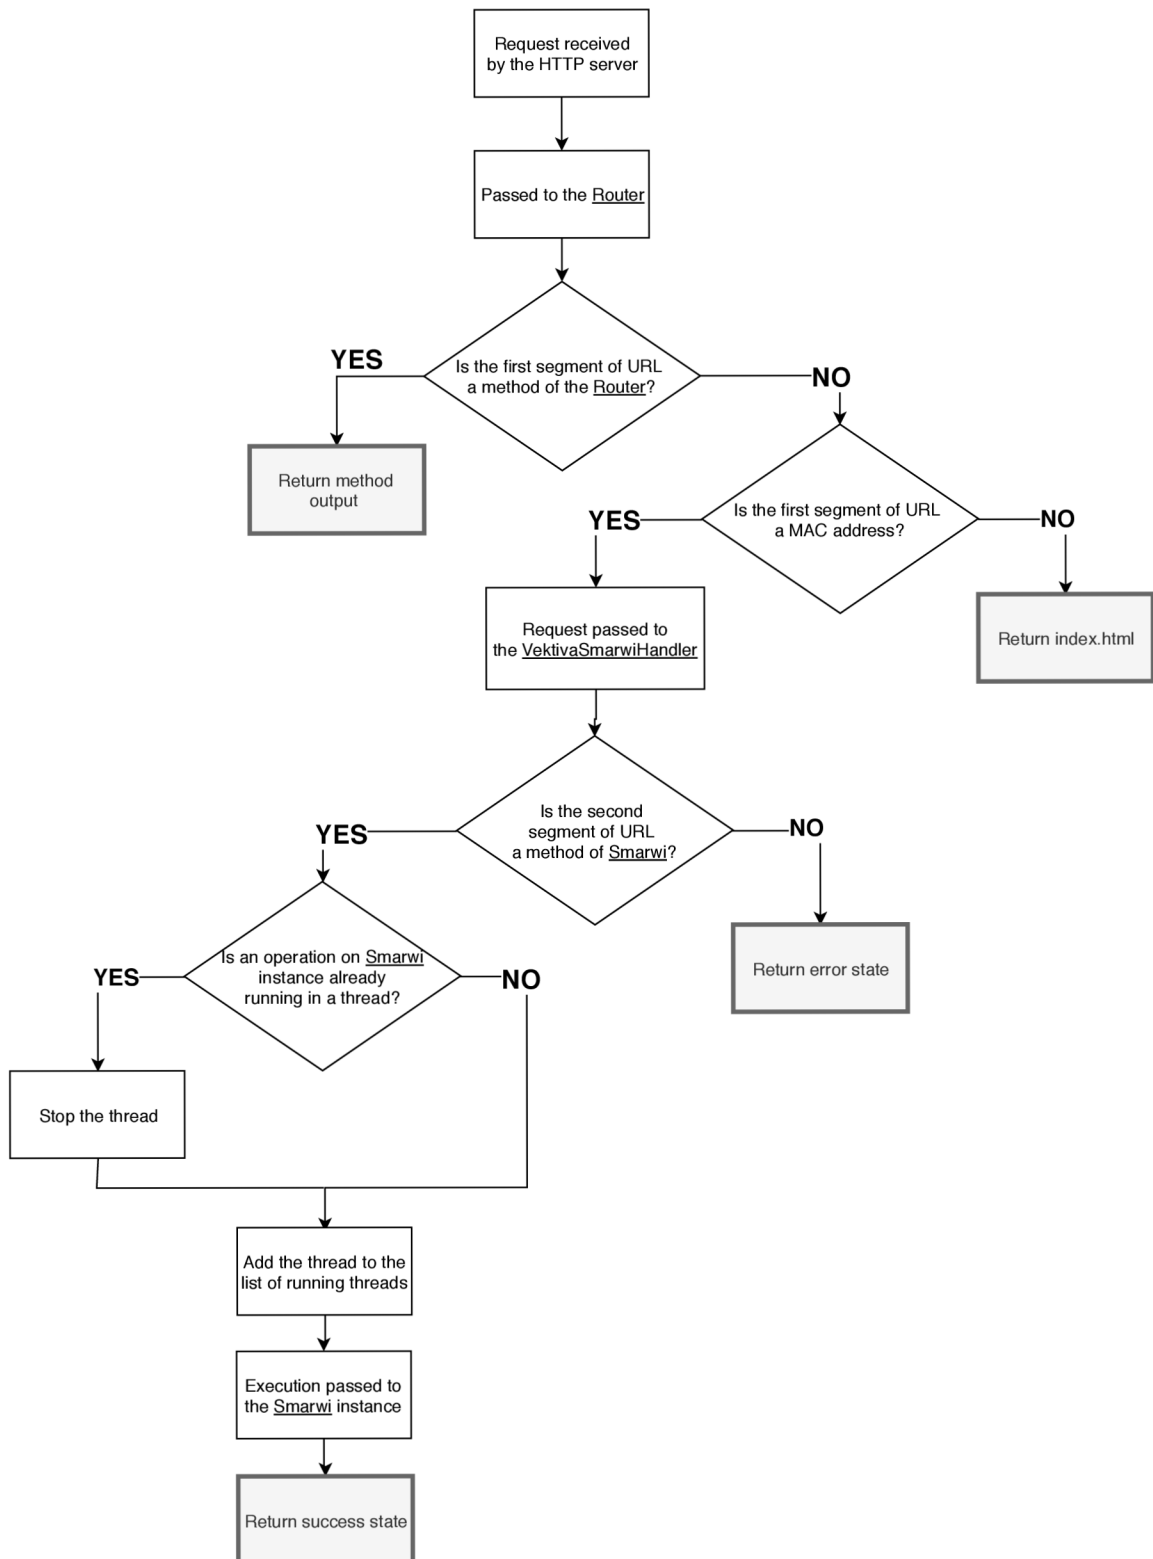 Request received
by the HTTP server
Passed to the Router
Is the first segment of URL
a method of the Router?
YES
NO
Return method
output
Is the first segment of URL
a MAC address?
YES
NO
Request passed to
the VektivaSmarwiHandler
Return index.html
Is the second
segment of URL
a method of Smarwi?
YES
NO
Is an operation on Smarwi
instance already
running in a thread?
YES
NO
Return error state
Stop the thread
Add the thread to the
list of running threads
Execution passed to
the Smarwi instance
Return success state